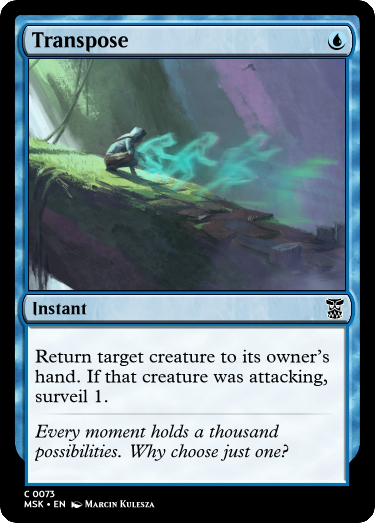 Transpose
Instant
Return target creature to its owner's
hand. If that creature was attacking,
surveil 1.
Every moment holds a thousand
possibilities. Why choose just one?
C 0073
MSK • EN Marcin Kulesza